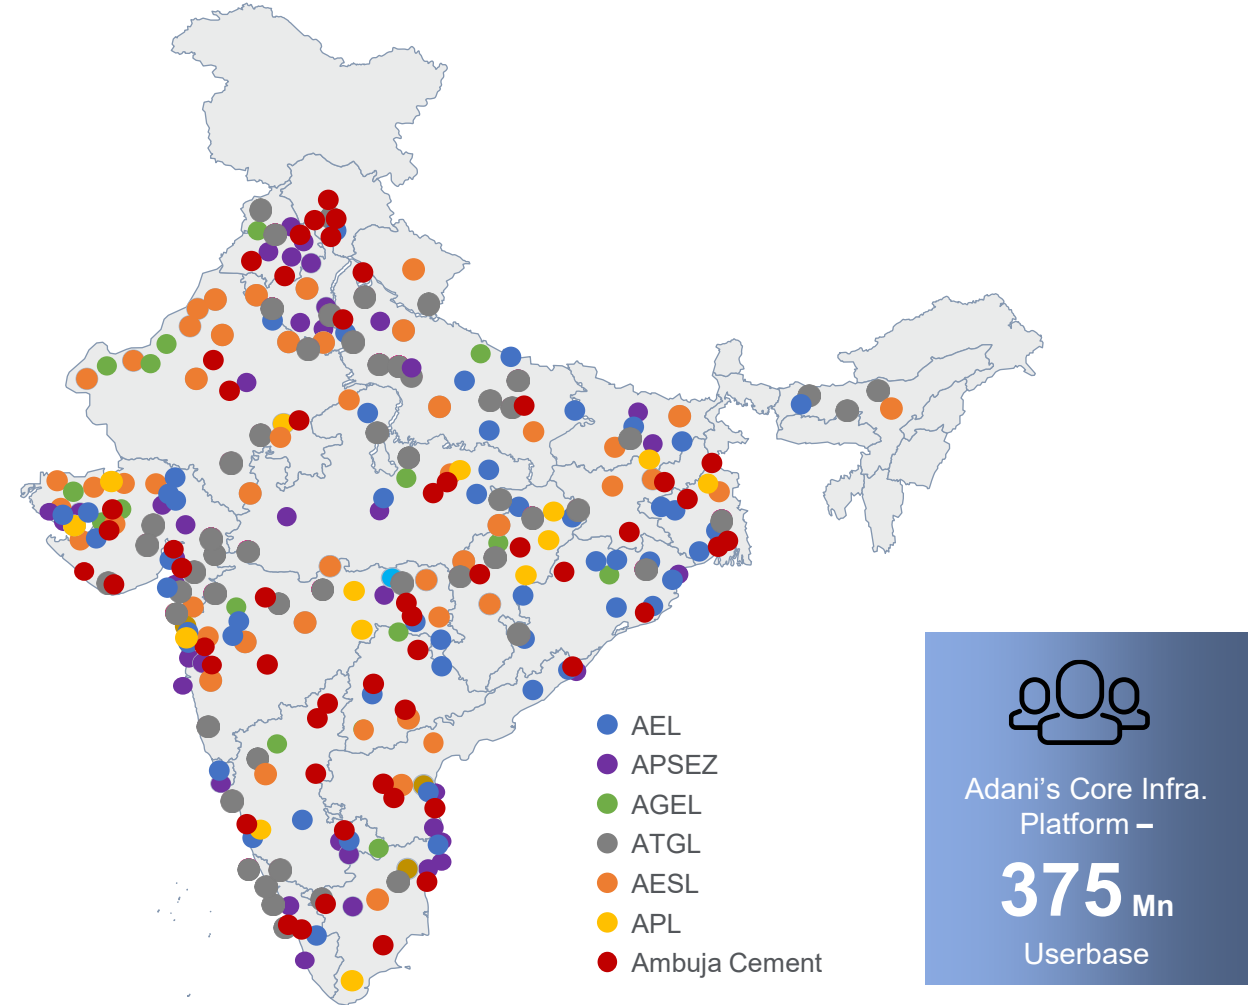 AEL
APSEZ
AGEL
ATGL
AESL
APL
Ambuja Cement
Adani’s Core Infra.
Platform –
375 Mn
Userbase